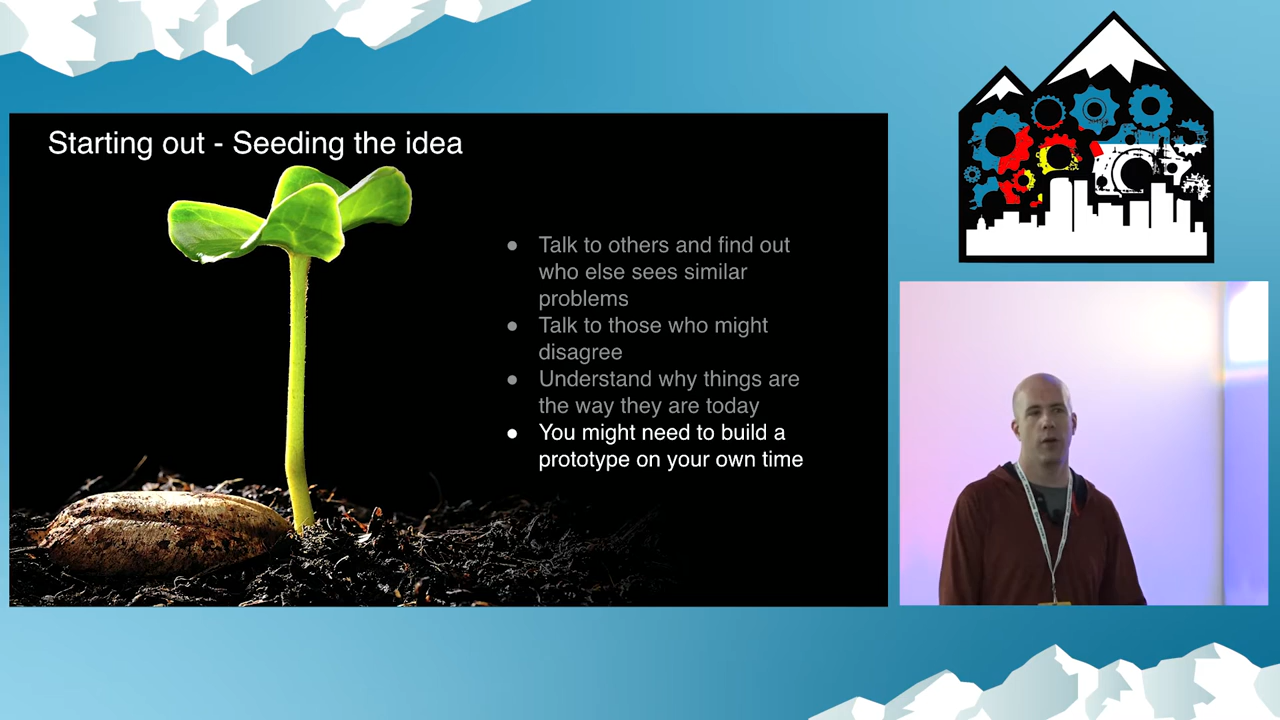 Starting out - Seeding the idea
● Talk to others and find out
who else sees similar
problems
● Talk to those who might
disagree
● Understand why things are
the way they are today
● You might need to build a
prototype on your own time